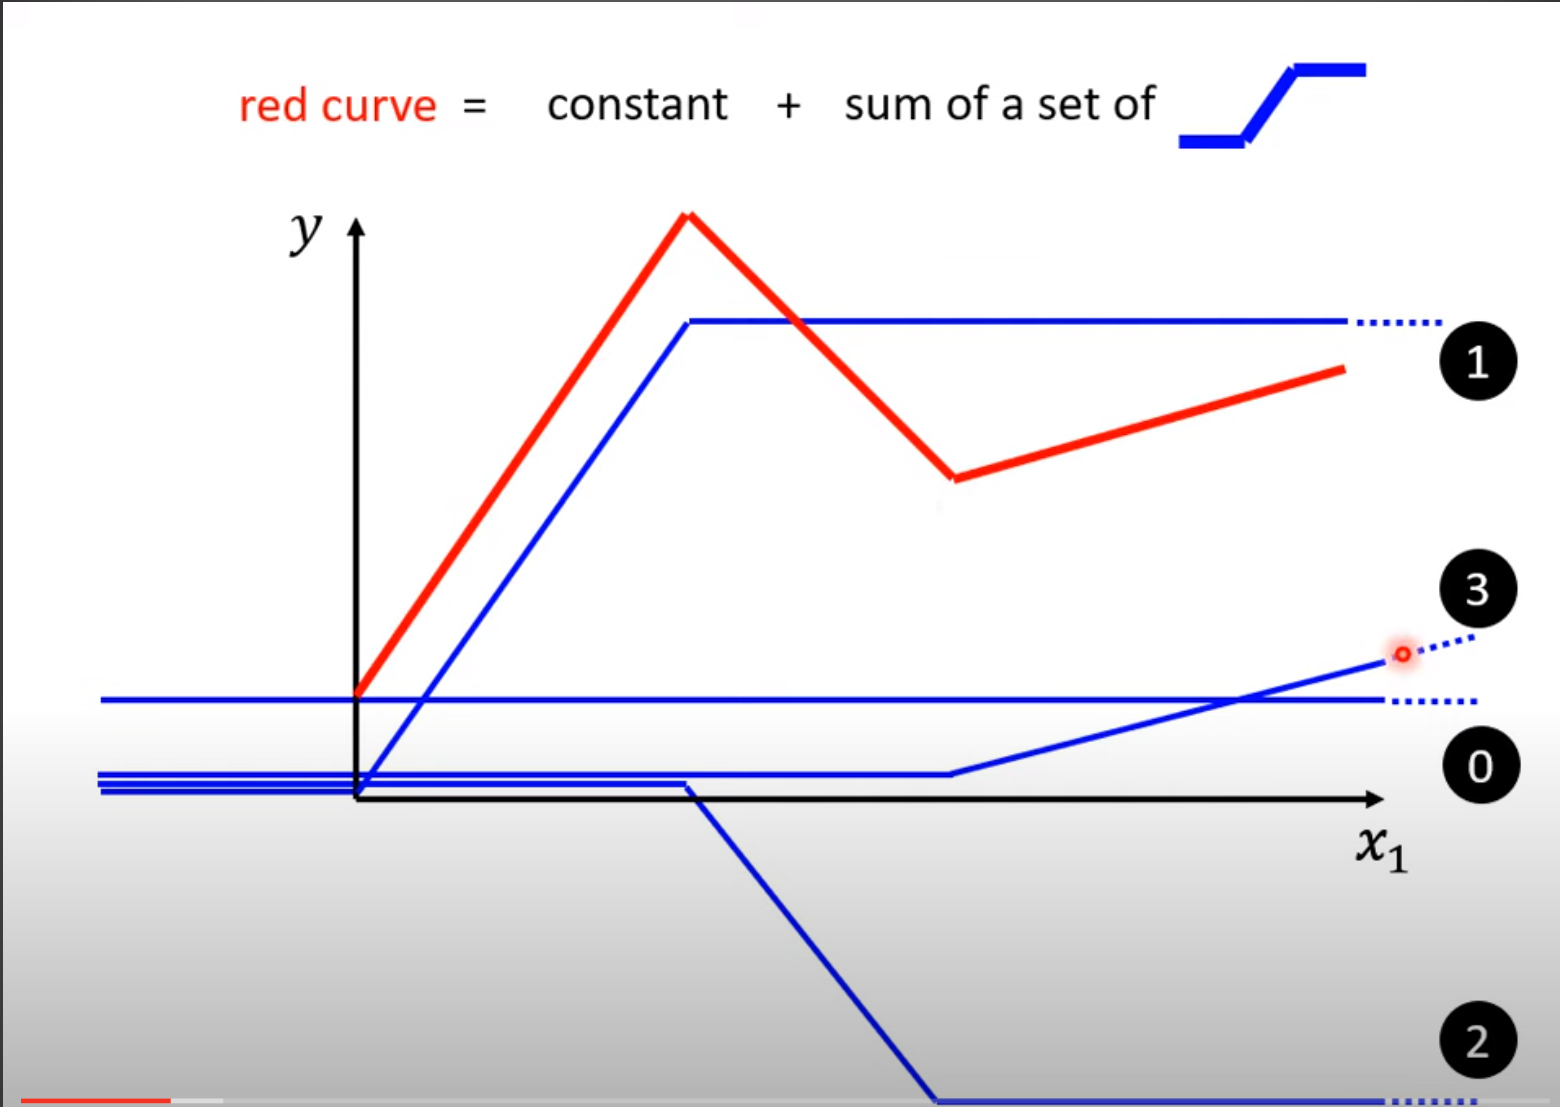 red curve = constant + sum of a set of
y
1
3
0
x₁
2